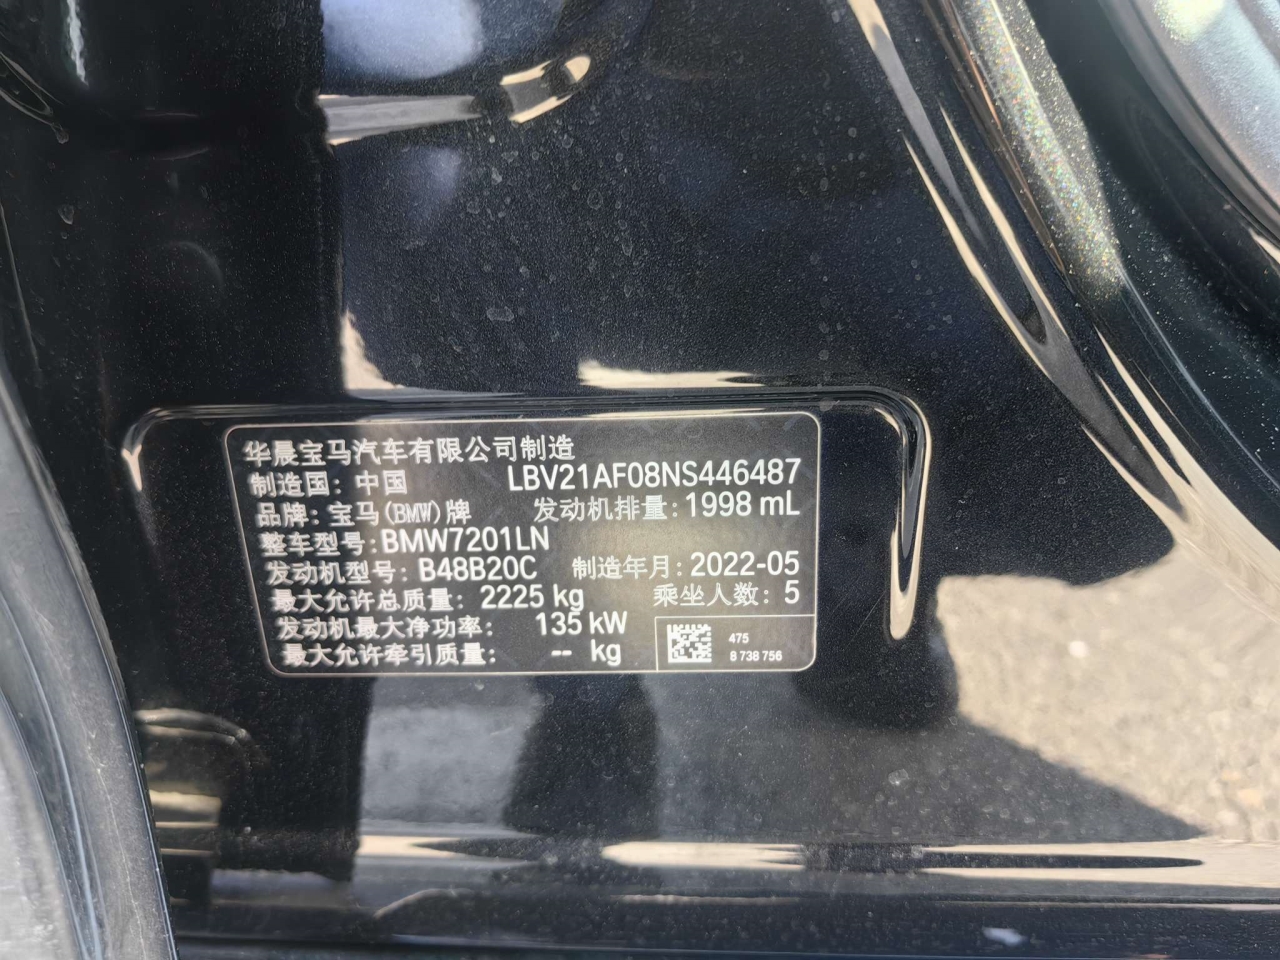 华晨宝马汽车有限公司制造
制造国：中国 LBV21AF08NS446487
品牌：宝马(BMW)牌 发动机排量：1998 mL
整车型号：BMW7201LN
发动机型号：B48B20C 制造年月：2022-05
最大允许总质量：2225 kg 乘坐人数：5
发动机最大净功率：135 kW
最大允许牵引质量：-- kg
475
8 738 756